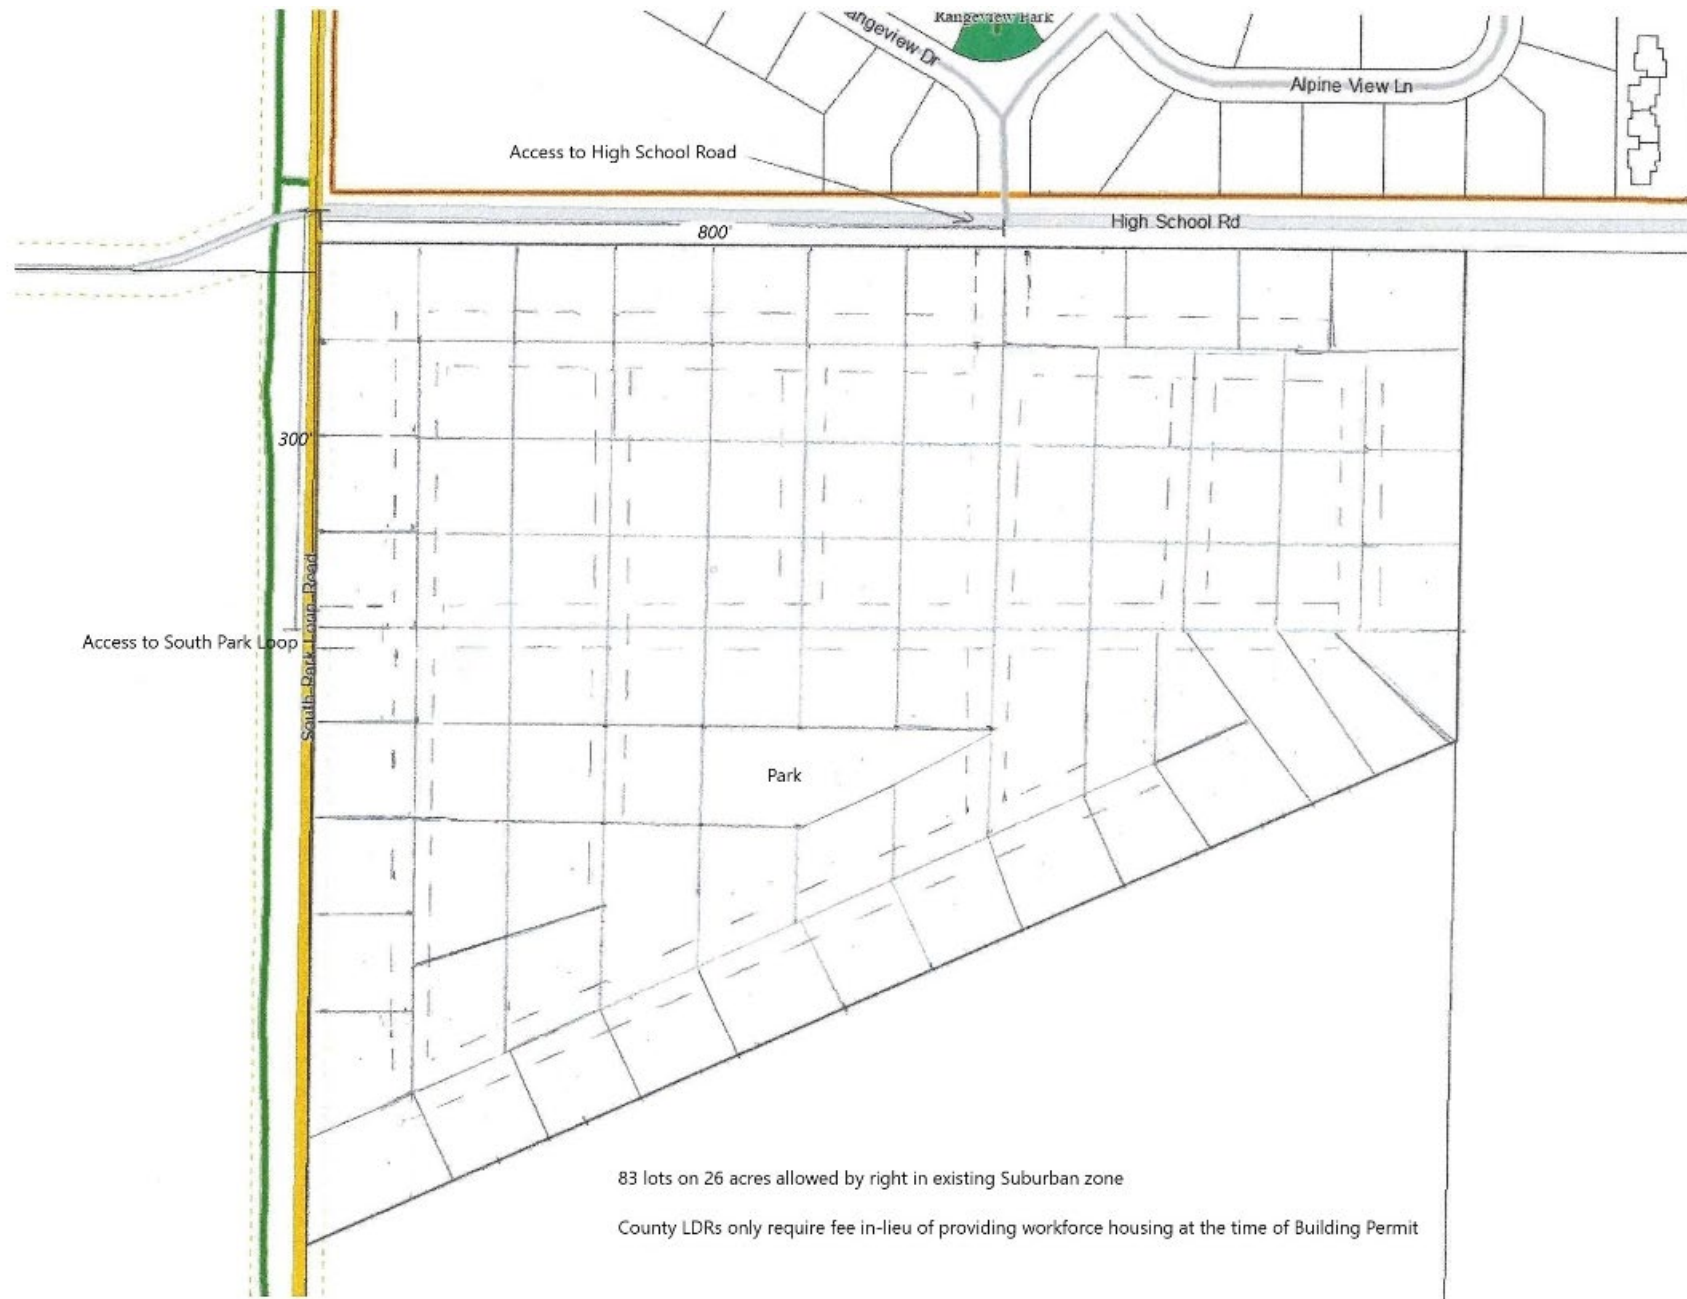 Rangeview Park
angeview Dr
Alpine View Ln
Access to High School Road
High School Rd
800'
300'
South Park Loop Road
Access to South Park Loop
Park
83 lots on 26 acres allowed by right in existing Suburban zone
County LDRs only require fee in-lieu of providing workforce housing at the time of Building Permit